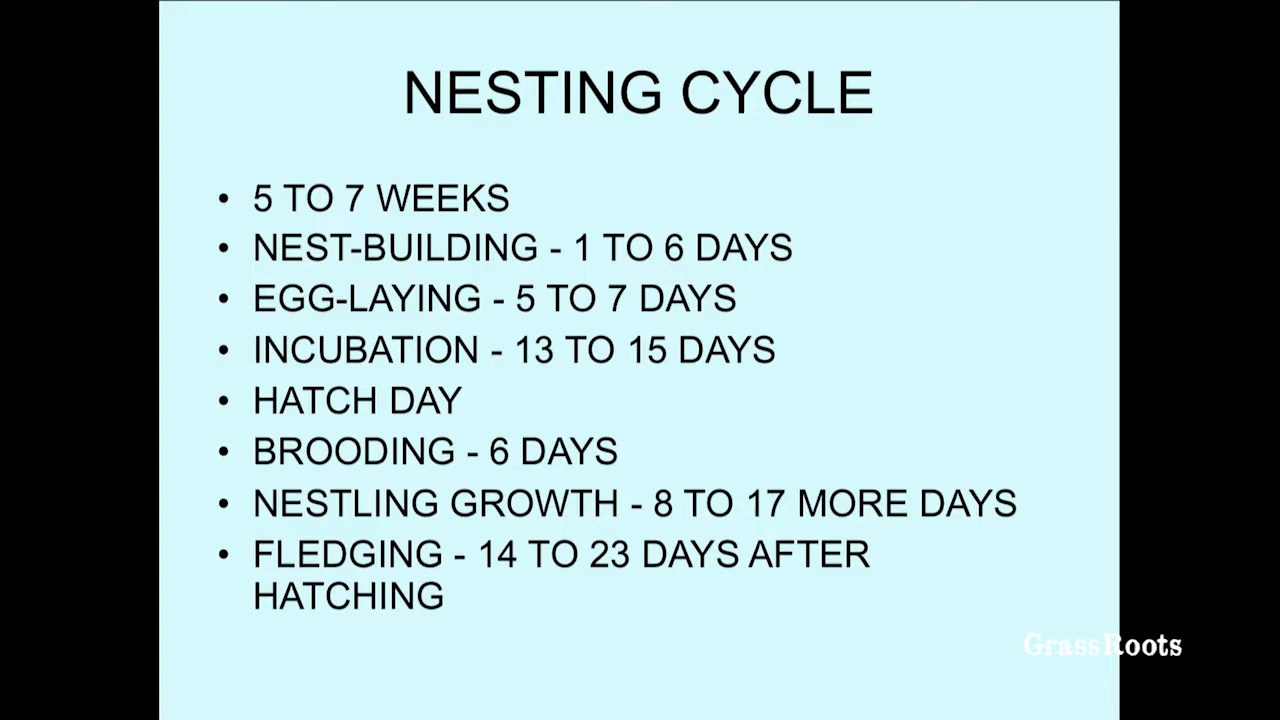 NESTING CYCLE
• 5 TO 7 WEEKS
• NEST-BUILDING - 1 TO 6 DAYS
• EGG-LAYING - 5 TO 7 DAYS
• INCUBATION - 13 TO 15 DAYS
• HATCH DAY
• BROODING - 6 DAYS
• NESTLING GROWTH - 8 TO 17 MORE DAYS
• FLEDGING - 14 TO 23 DAYS AFTER
HATCHING
GrassRoots